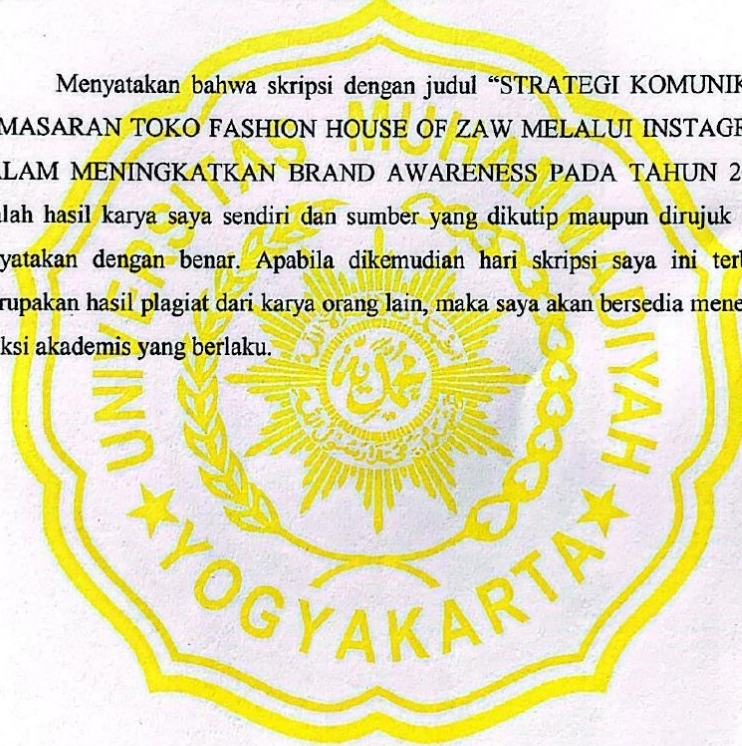 Menyatakan bahwa skripsi dengan judul “STRATEGI KOMUNIK
MASARAN TOKO FASHION HOUSE OF ZAW MELALUI INSTAGR
ALAM MENINGKATKAN BRAND AWARENESS PADA TAHUN 2
alah hasil karya saya sendiri dan sumber yang dikutip maupun dirujuk
yatakan dengan benar. Apabila dikemudian hari skripsi saya ini terb
rupakan hasil plagiat dari karya orang lain, maka saya akan bersedia mene
ksi akademis yang berlaku.
UNIVERSITAS MUHAMMADIYAH
YOGYAKARTA
محمدية